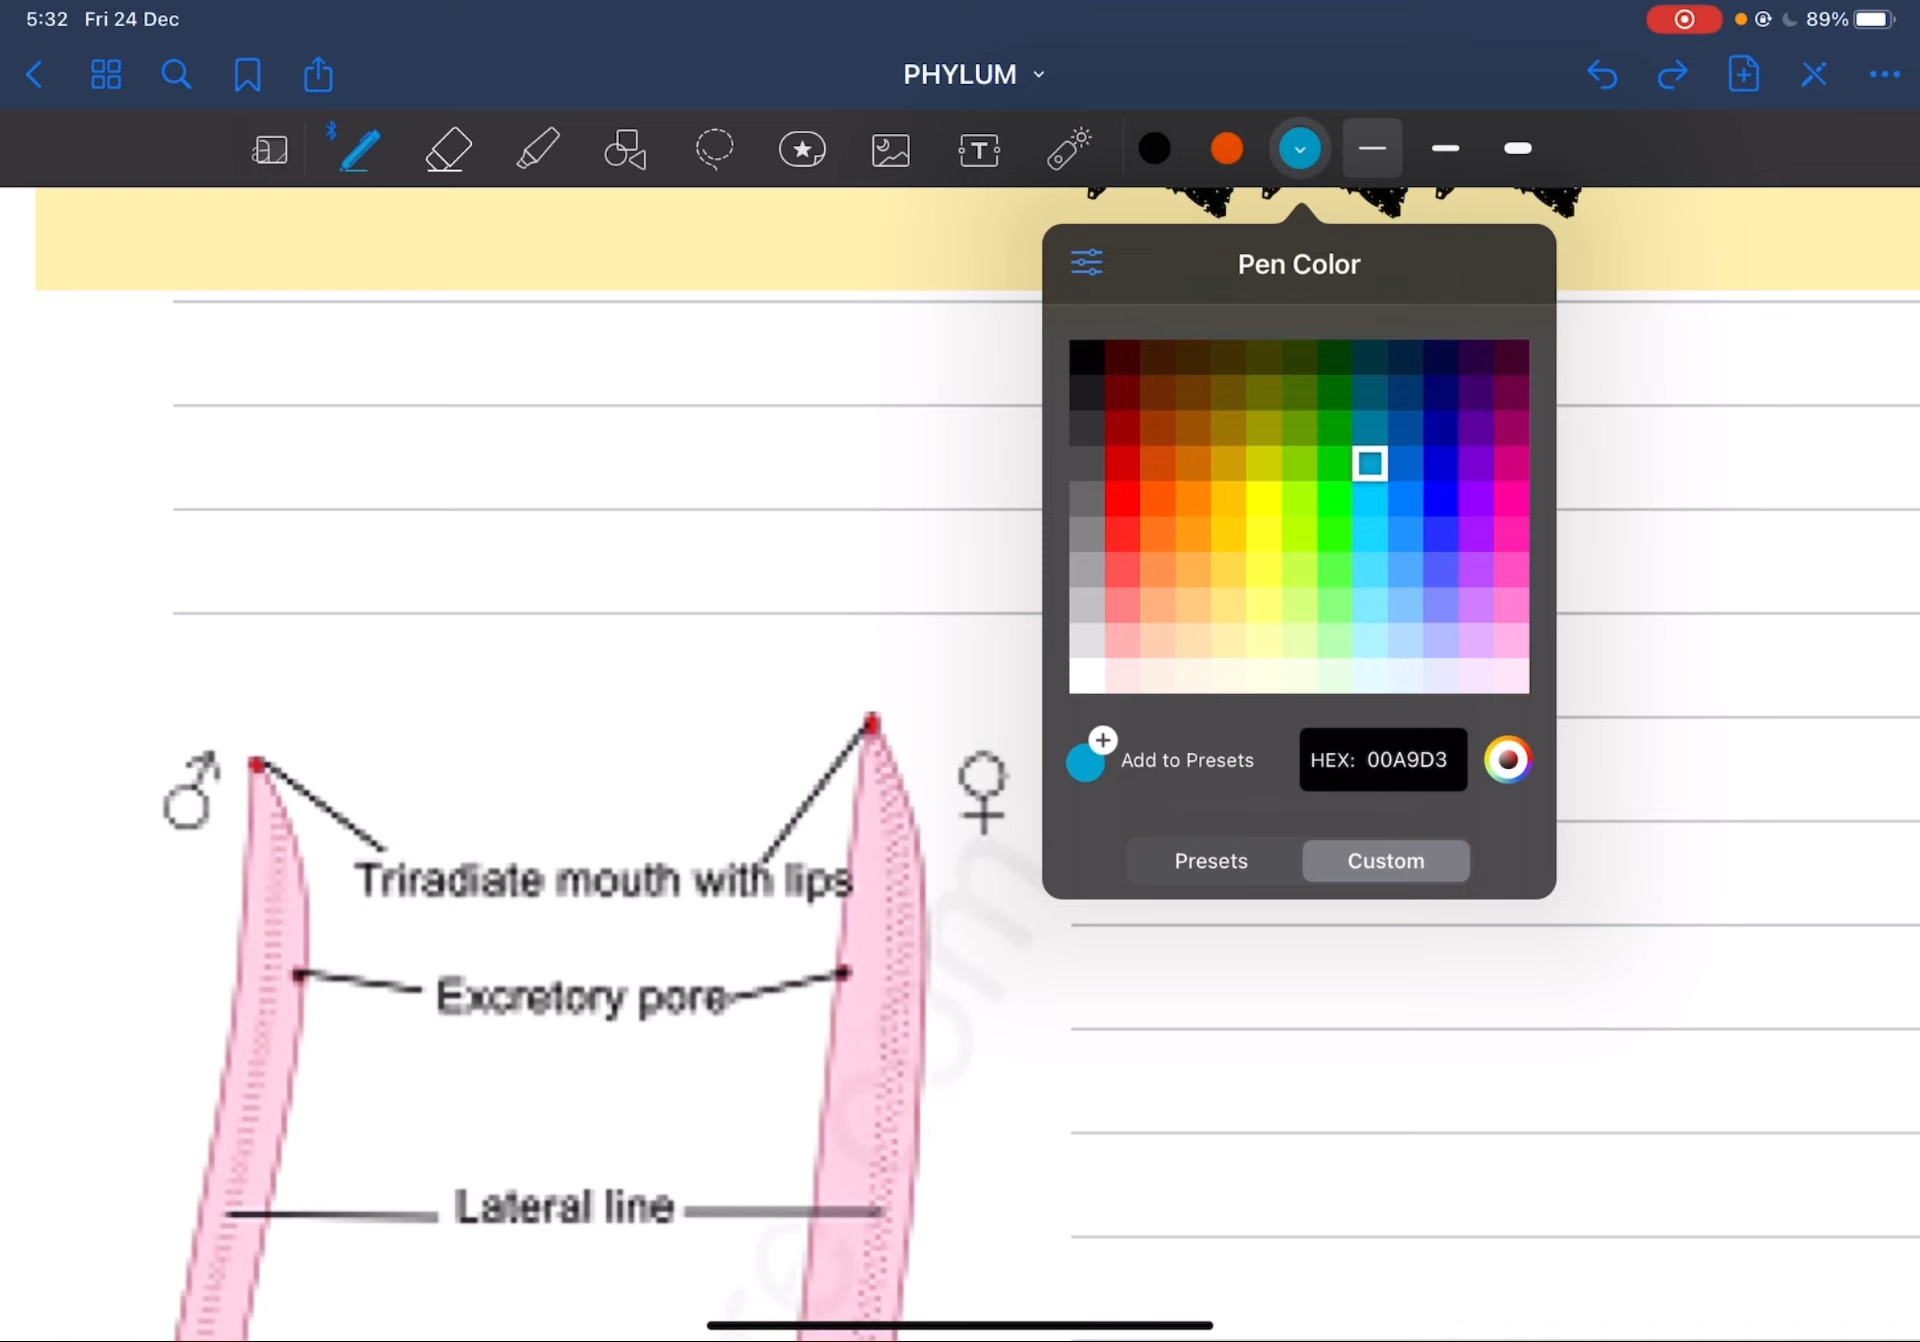 5:32 Fri 24 Dec
89%
PHYLUM
T
Pen Color
Add to Presets
HEX: 00A9D3
Presets
Custom
Triradiate mouth with lips
Excretory pore
Lateral line